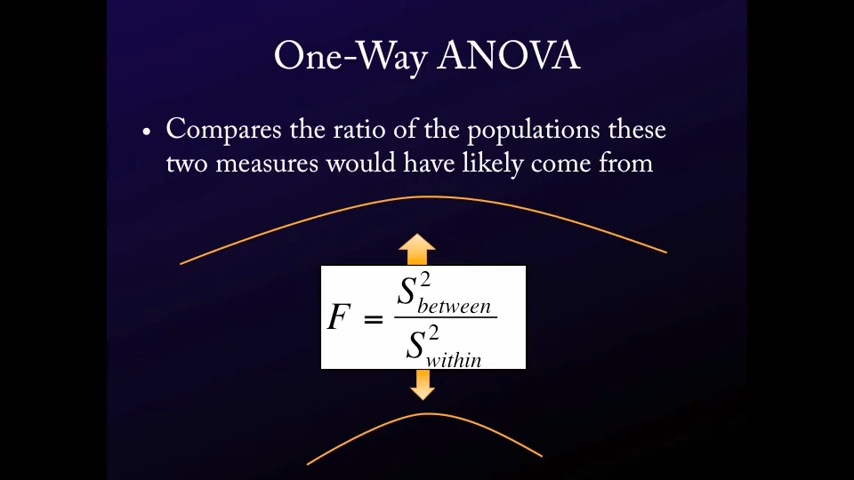 One-Way ANOVA
• Compares the ratio of the populations these
two measures would have likely come from
F = S²between / S²within